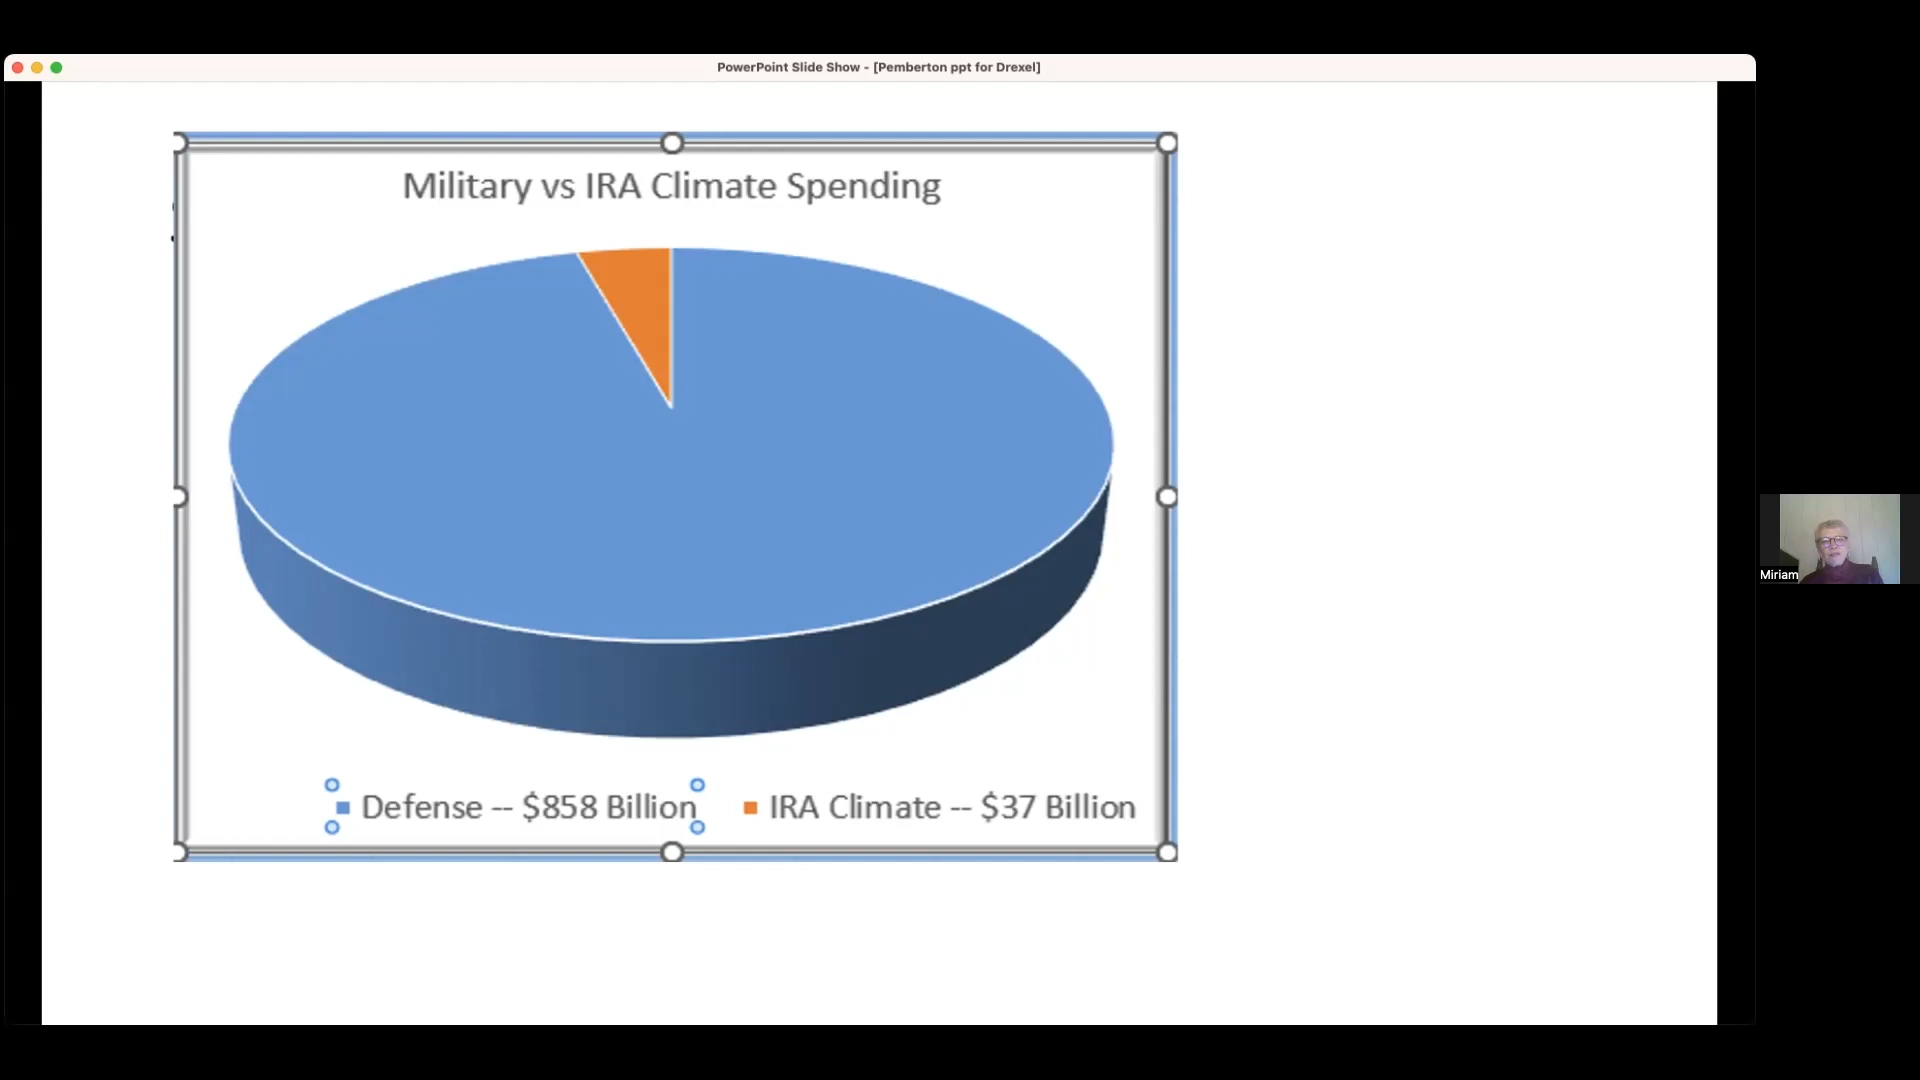 PowerPoint Slide Show - [Pemberton ppt for Drexel]
Military vs IRA Climate Spending
Defense -- $858 Billion
IRA Climate -- $37 Billion
Miriam